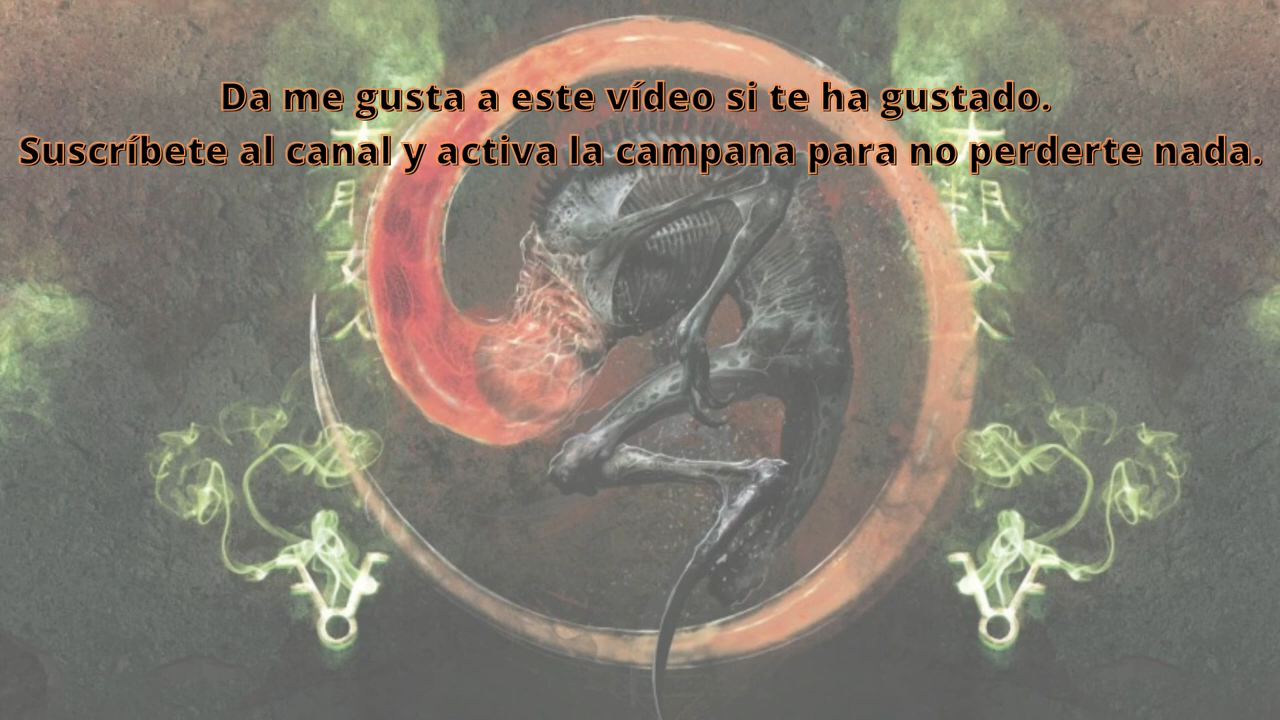 Da me gusta a este vídeo si te ha gustado.
Suscríbete al canal y activa la campana para no perderte nada.